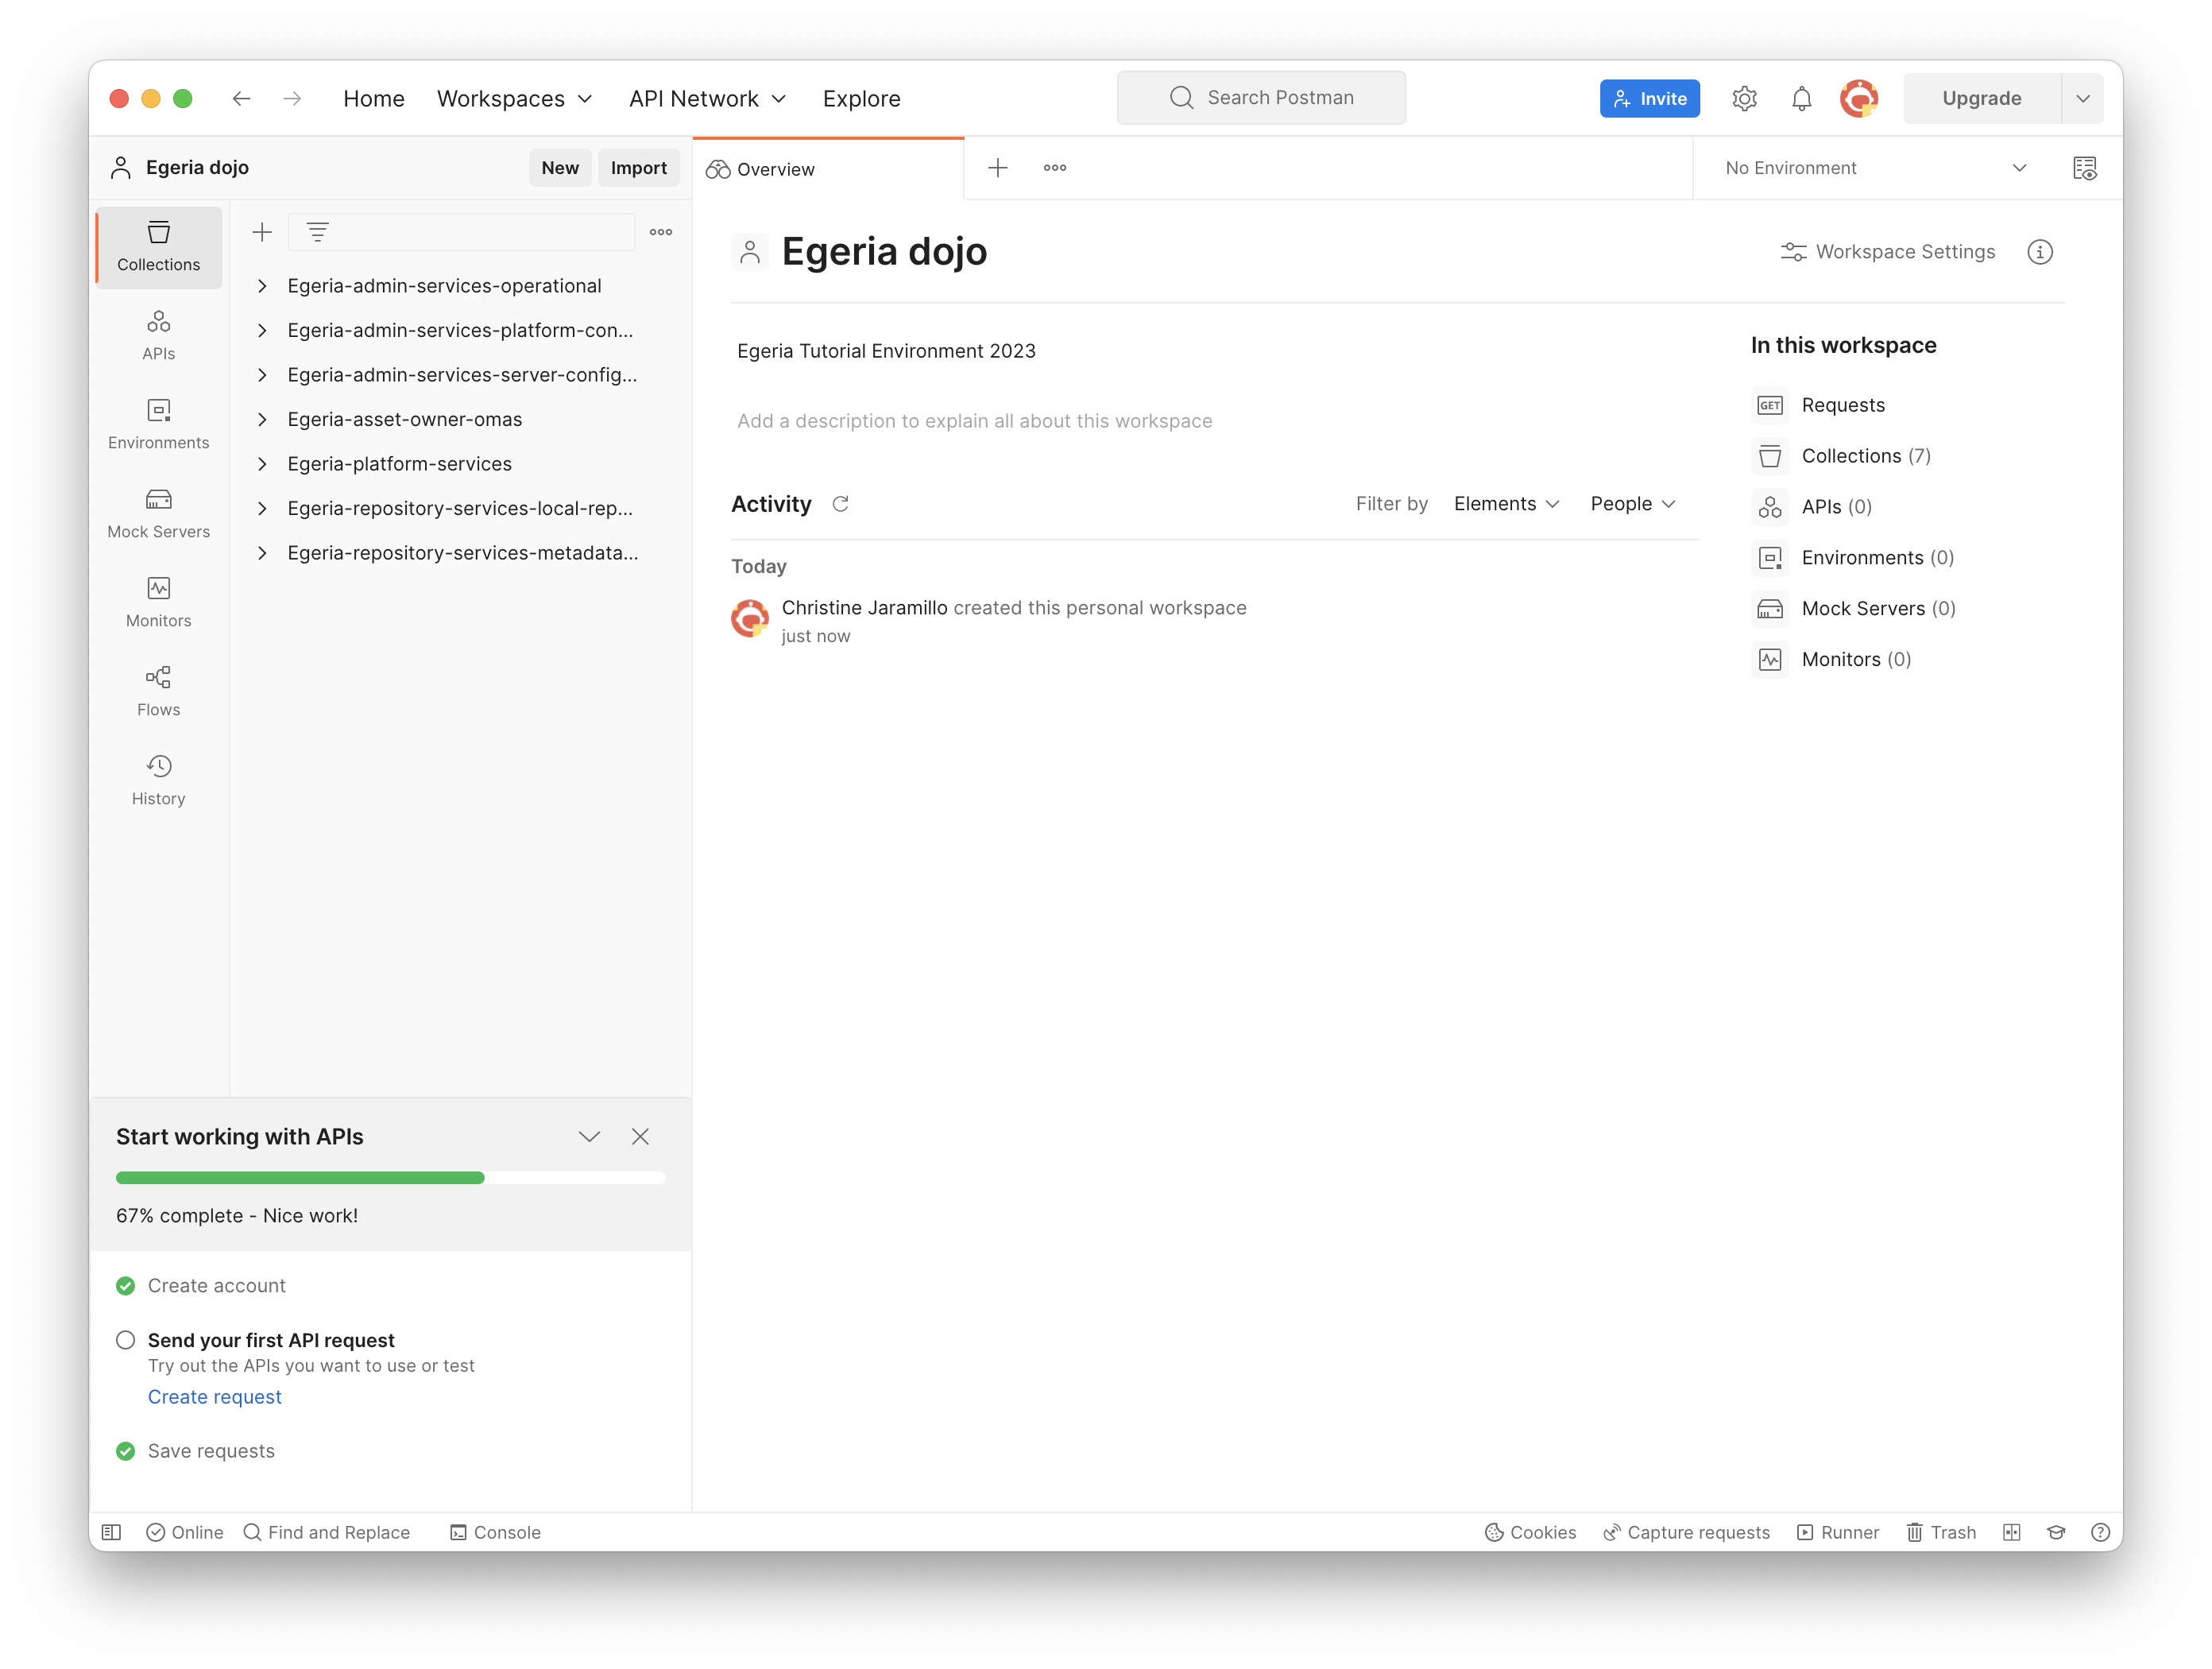 Home Workspaces API Network Explore Search Postman Invite Upgrade
Egeria dojo New Import Overview No Environment
Collections
APIs
Environments
Mock Servers
Monitors
Flows
History
Egeria-admin-services-operational
Egeria-admin-services-platform-con...
Egeria-admin-services-server-config...
Egeria-asset-owner-omas
Egeria-platform-services
Egeria-repository-services-local-rep...
Egeria-repository-services-metadata...
Start working with APIs
67% complete - Nice work!
Create account
Send your first API request
Try out the APIs you want to use or test
Create request
Save requests
Egeria dojo
Workspace Settings
Egeria Tutorial Environment 2023
Add a description to explain all about this workspace
Activity Filter by Elements People
Today
Christine Jaramillo created this personal workspace
just now
In this workspace
GET Requests
Collections (7)
APIs (0)
Environments (0)
Mock Servers (0)
Monitors (0)
Online Find and Replace Console Cookies Capture requests Runner Trash